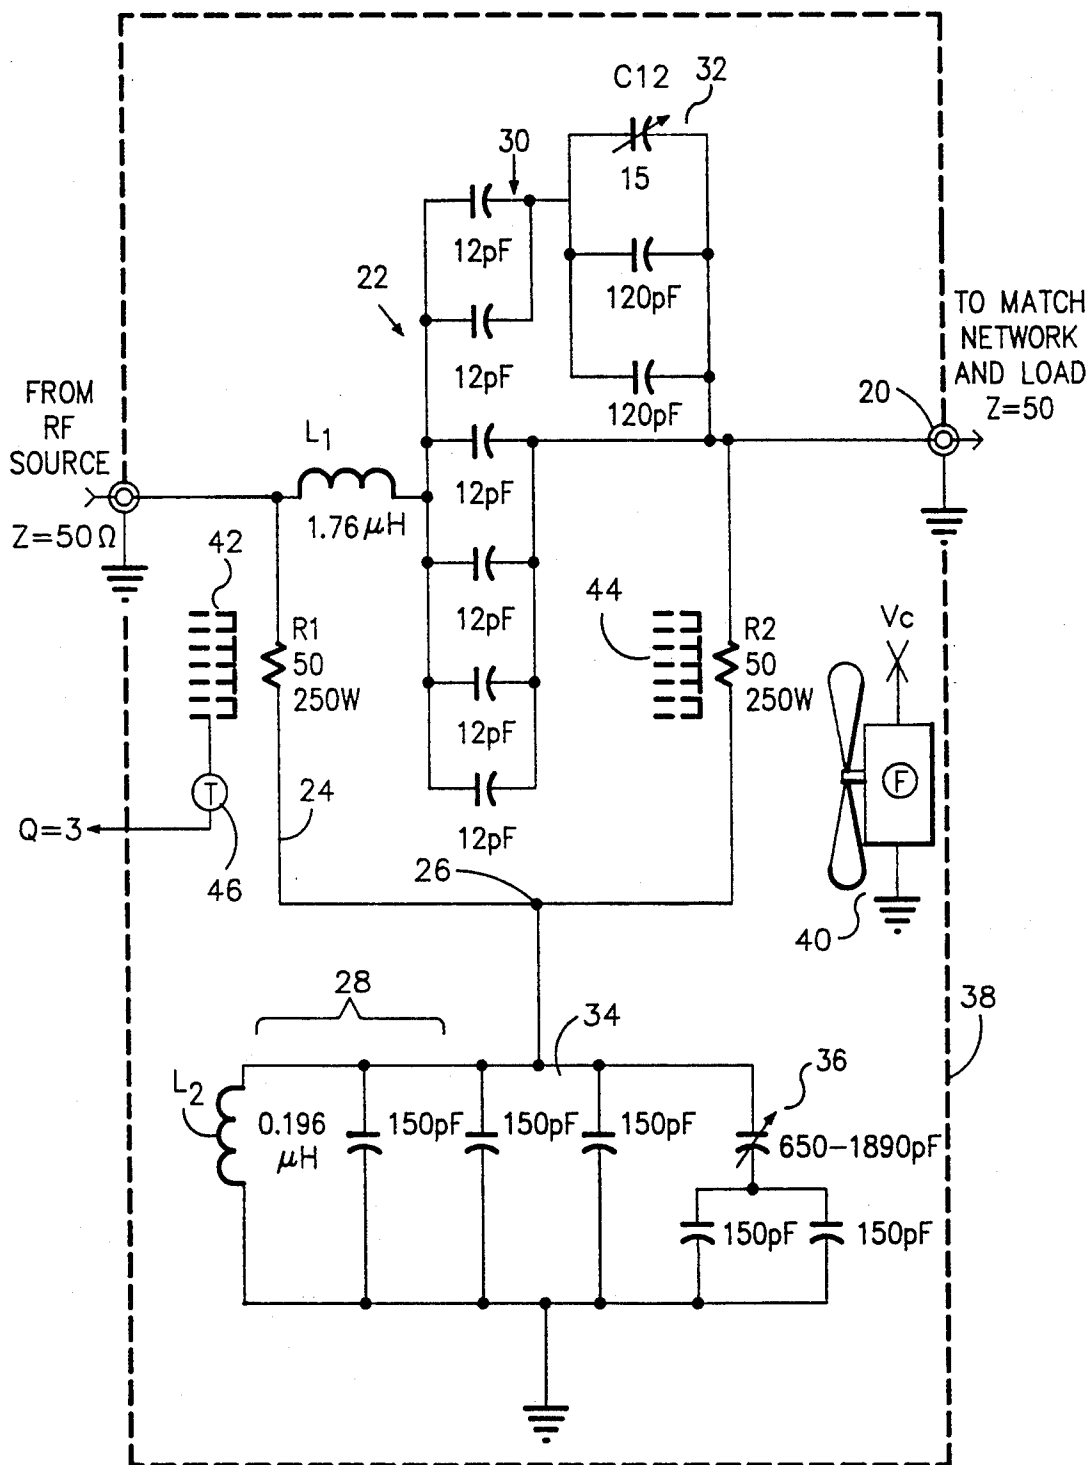 C12
32
30
15
12pF
22
120pF
12pF
120pF
TO MATCH
NETWORK
AND LOAD
Z=50
20
FROM
RF
SOURCE
Z=50Ω
L1
1.76 μH
12pF
42
44
R1
50
250W
12pF
R2
50
250W
Vc
F
12pF
T
24
Q=3
46
12pF
26
40
28
34
36
38
L2
0.196
μH
150pF
150pF
150pF
650-1890pF
150pF
150pF